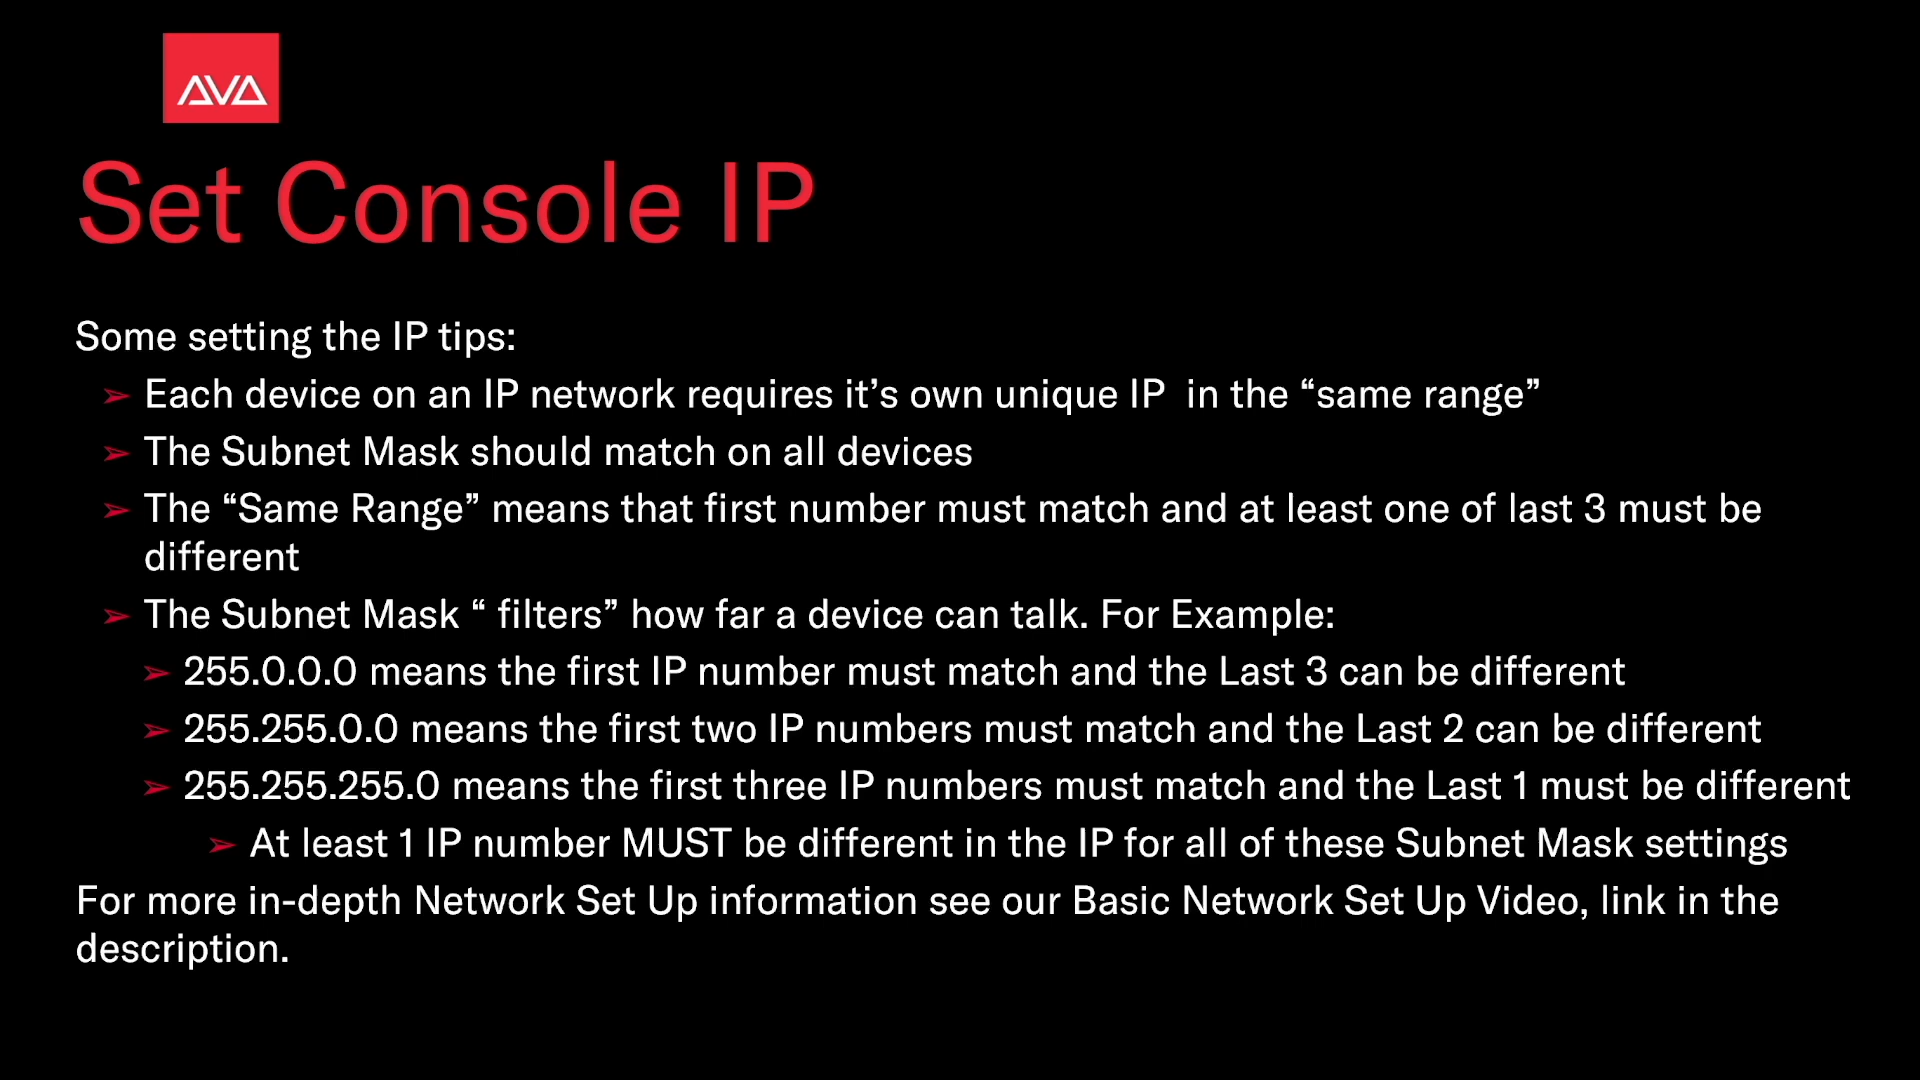 AVA
Set Console IP
Some setting the IP tips:
➢ Each device on an IP network requires it’s own unique IP  in the “same range”
➢ The Subnet Mask should match on all devices
➢ The “Same Range” means that first number must match and at least one of last 3 must be
different
➢ The Subnet Mask “ filters” how far a device can talk. For Example:
➢ 255.0.0.0 means the first IP number must match and the Last 3 can be different
➢ 255.255.0.0 means the first two IP numbers must match and the Last 2 can be different
➢ 255.255.255.0 means the first three IP numbers must match and the Last 1 must be different
➢ At least 1 IP number MUST be different in the IP for all of these Subnet Mask settings
For more in-depth Network Set Up information see our Basic Network Set Up Video, link in the
description.